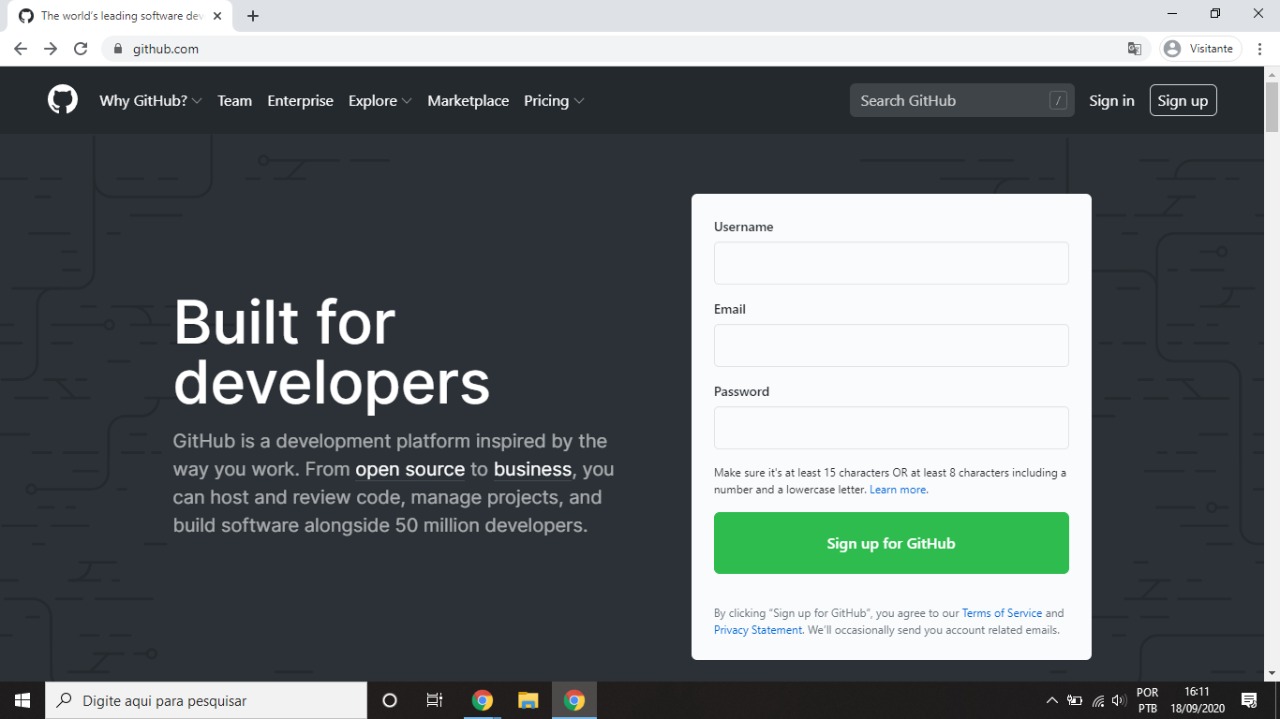 The world's leading software dev
github.com
Visitante
Why GitHub? Team Enterprise Explore Marketplace Pricing
Search GitHub /
Sign in
Sign up
Built for
developers
GitHub is a development platform inspired by the
way you work. From open source to business, you
can host and review code, manage projects, and
build software alongside 50 million developers.
Username
Email
Password
Make sure it's at least 15 characters OR at least 8 characters including a
number and a lowercase letter. Learn more.
Sign up for GitHub
By clicking “Sign up for GitHub”, you agree to our Terms of Service and
Privacy Statement. We'll occasionally send you account related emails.
Digite aqui para pesquisar
POR
PTB
16:11
18/09/2020